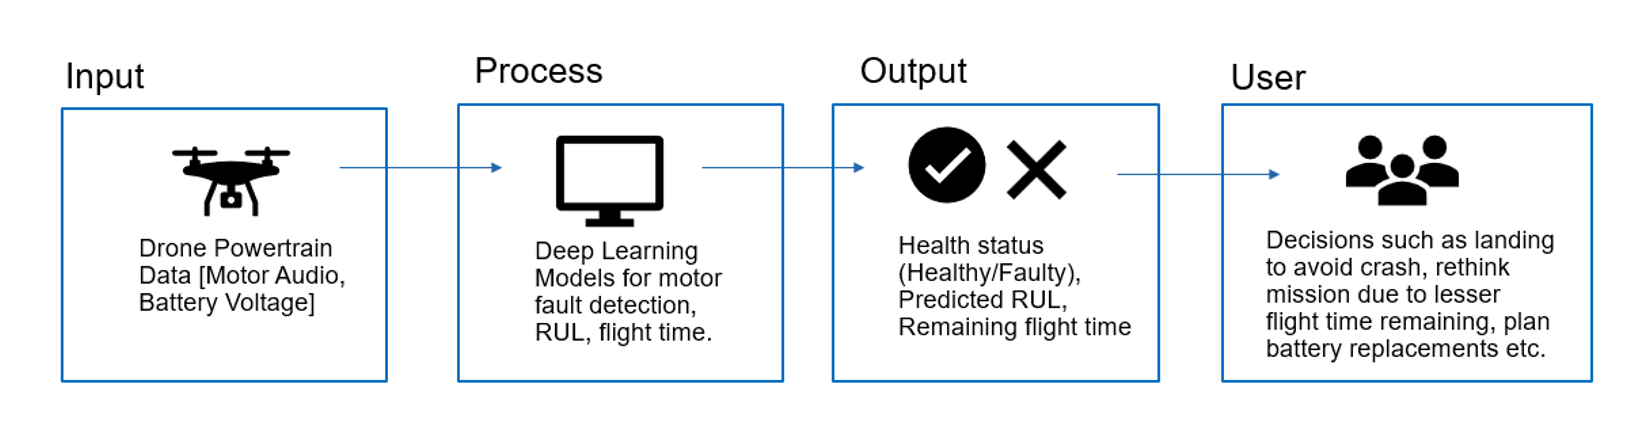 Input
Drone Powertrain
Data [Motor Audio,
Battery Voltage]
Process
Deep Learning
Models for motor
fault detection,
RUL, flight time.
Output
Health status
(Healthy/Faulty),
Predicted RUL,
Remaining flight time
User
Decisions such as landing
to avoid crash, rethink
mission due to lesser
flight time remaining, plan
battery replacements etc.